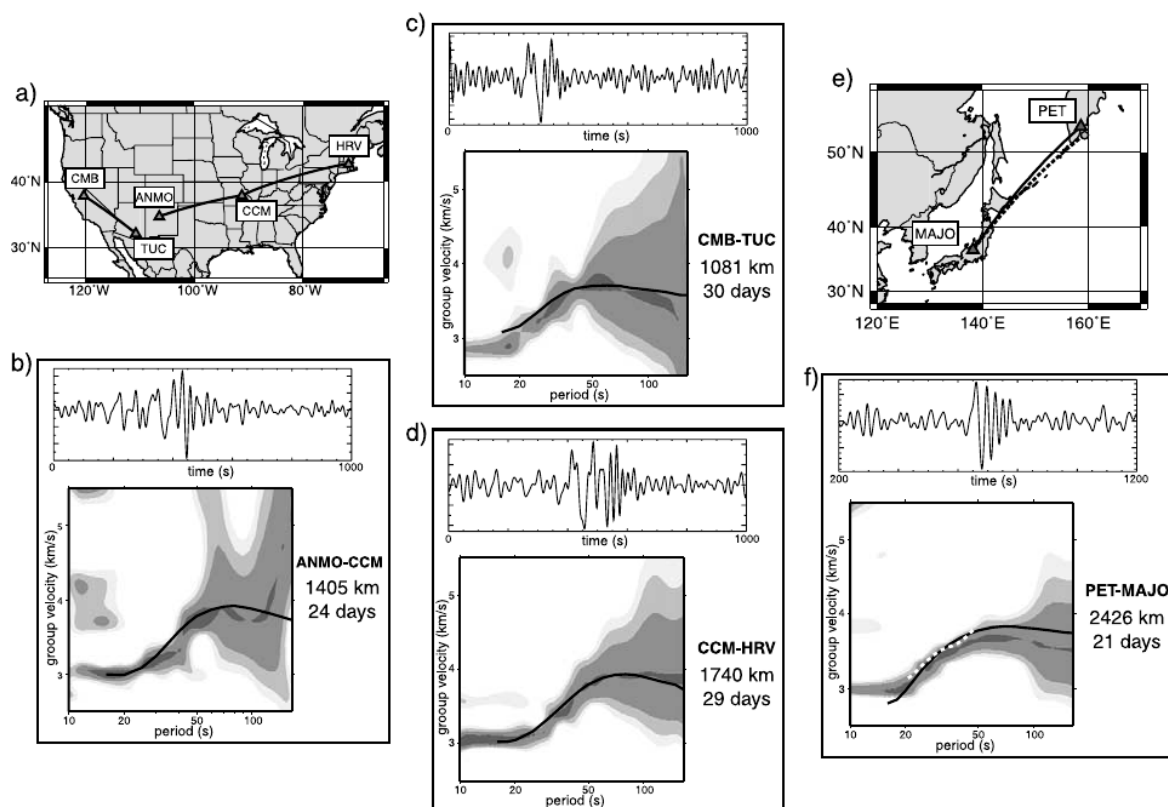 a)
HRV
CMB
ANMO
CCM
TUC
40°N
30°N
120°W
100°W
80°W
b)
0
time (s)
1000
grooup velocity (km/s)
5
4
3
10
20
50
100
period (s)
ANMO-CCM
1405 km
24 days
c)
0
time (s)
1000
grooup velocity (km/s)
5
4
3
10
20
50
100
period (s)
CMB-TUC
1081 km
30 days
d)
0
time (s)
1000
grooup velocity (km/s)
5
4
3
10
20
50
100
period (s)
CCM-HRV
1740 km
29 days
e)
PET
MAJO
50°N
40°N
30°N
120°E
140°E
160°E
f)
200
time (s)
1200
grooup velocity (km/s)
5
4
3
10
20
50
100
period (s)
PET-MAJO
2426 km
21 days